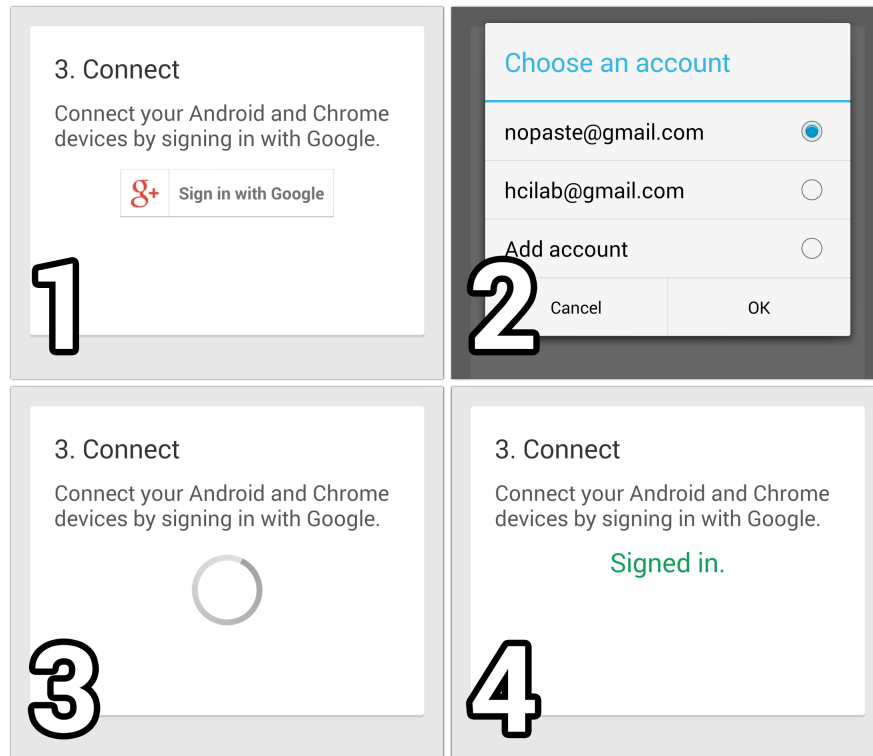 3. Connect
Connect your Android and Chrome
devices by signing in with Google.
g+ Sign in with Google
1
Choose an account
nopaste@gmail.com
hcilab@gmail.com
Add account
Cancel OK
2
3. Connect
Connect your Android and Chrome
devices by signing in with Google.
3
3. Connect
Connect your Android and Chrome
devices by signing in with Google.
Signed in.
4